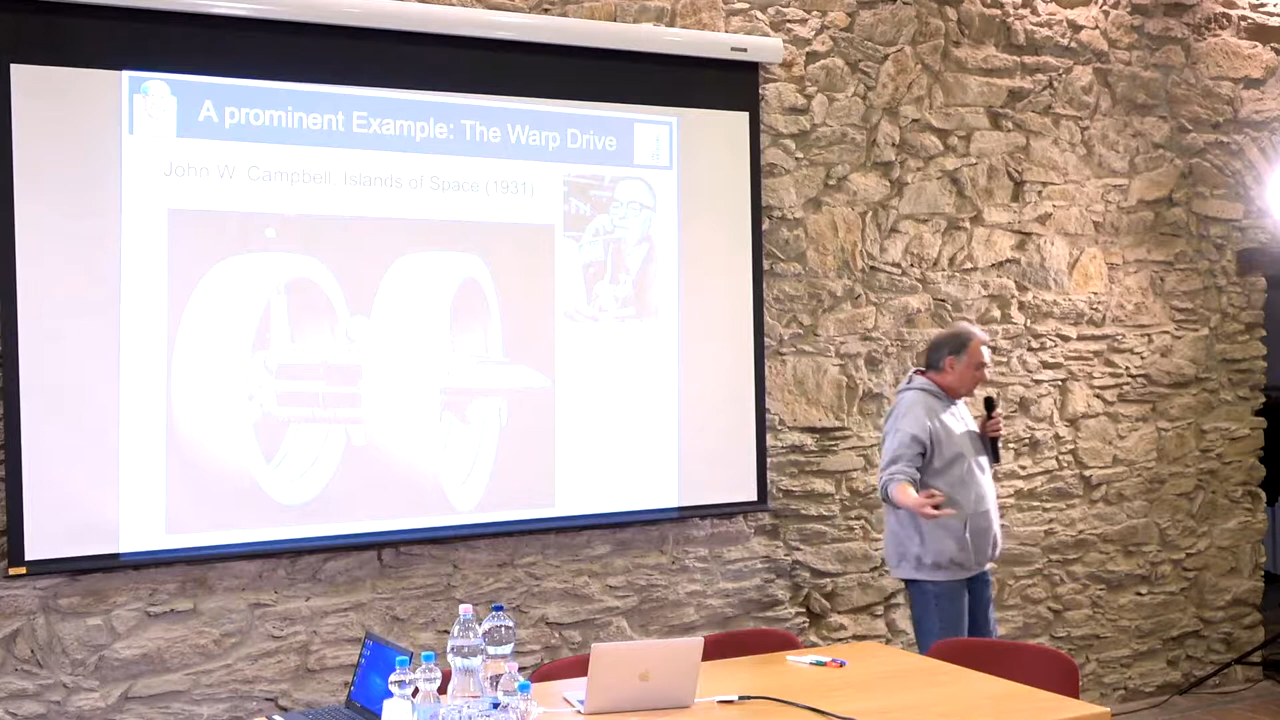 A prominent Example: The Warp Drive
John W. Campbell: Islands of Space (1931)